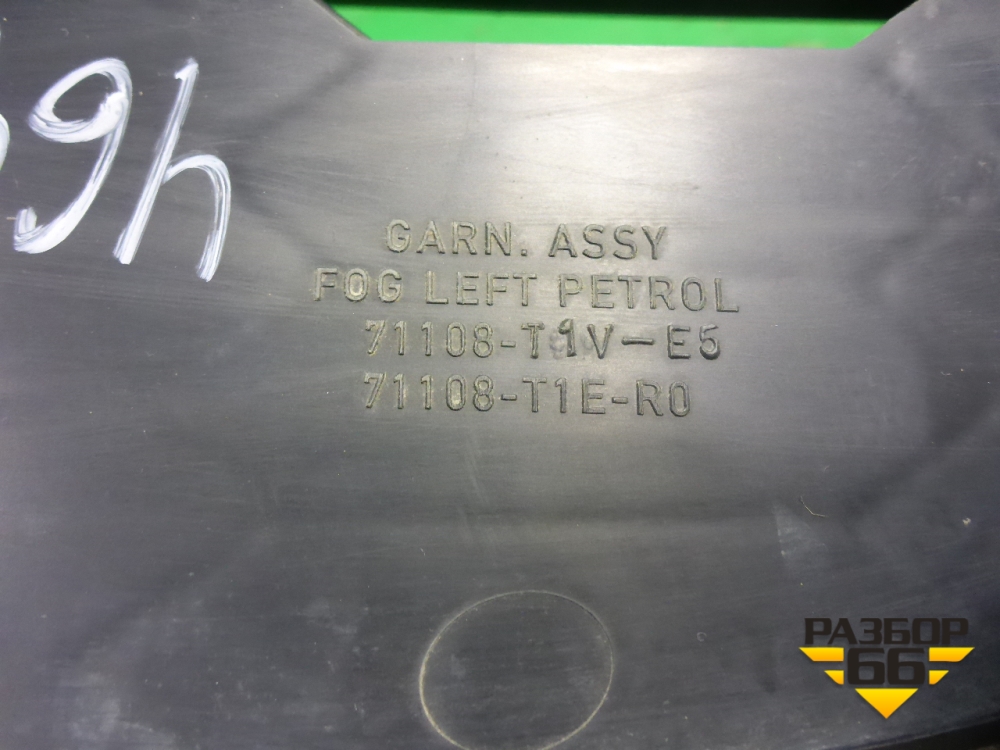 GARN. ASSY
FOG LEFT PETROL
71108-T1V—E5
71108-T1E-R0
РАЗБОР
66